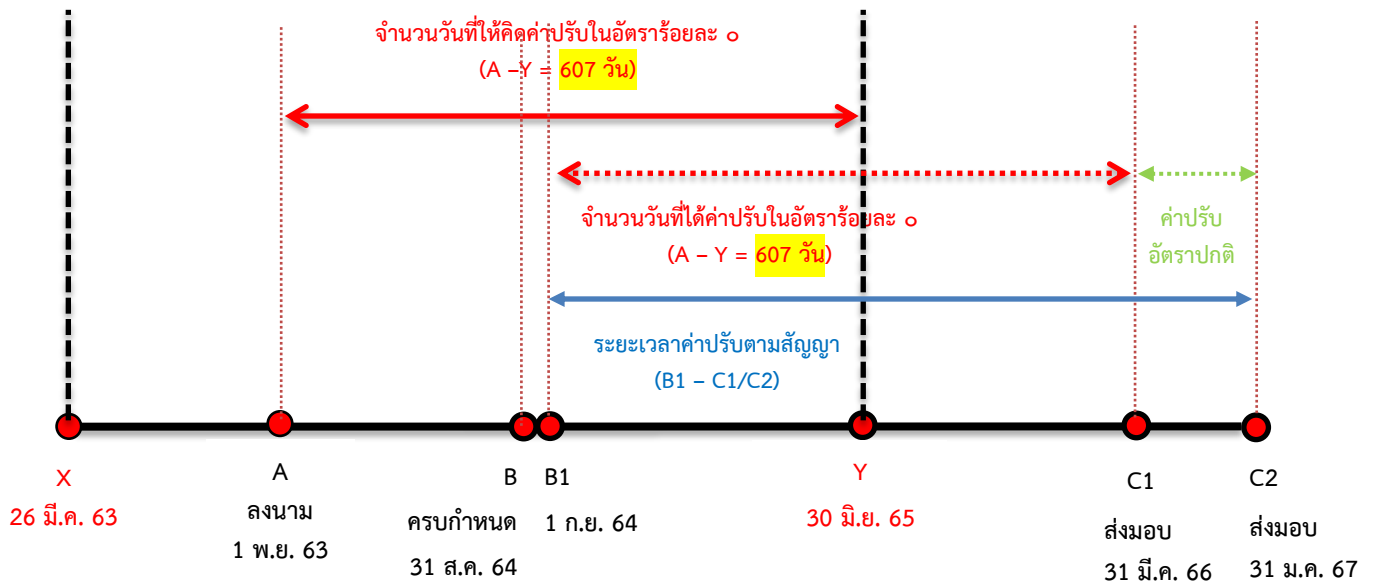 จำนวนวันที่ให้คิดค่าปรับในอัตราร้อยละ ๐
(A –Y = 607 วัน)
จำนวนวันที่ได้ค่าปรับในอัตราร้อยละ ๐
(A – Y = 607 วัน)
ค่าปรับ
อัตราปกติ
ระยะเวลาค่าปรับตามสัญญา
(B1 – C1/C2)
X
26 มี.ค. 63
A
ลงนาม
1 พ.ย. 63
B
ครบกำหนด
31 ส.ค. 64
B1
1 ก.ย. 64
Y
30 มิ.ย. 65
C1
ส่งมอบ
31 มี.ค. 66
C2
ส่งมอบ
31 ม.ค. 67